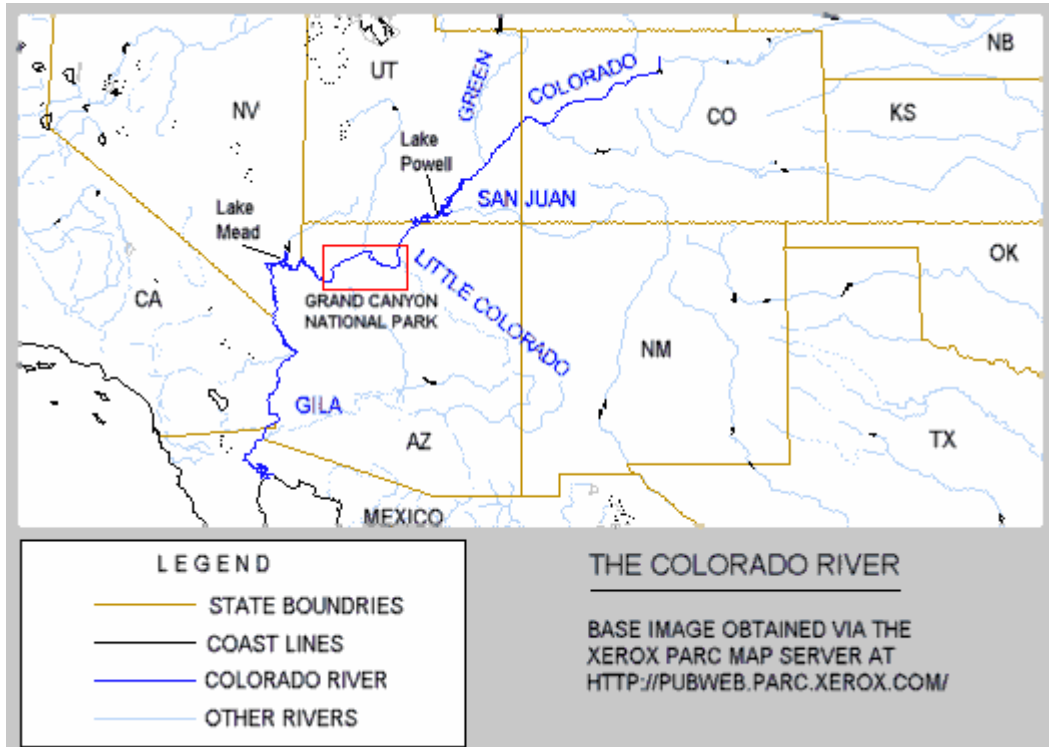 NB
UT
GREEN
COLORADO
NV
CO
KS
Lake
Powell
SAN JUAN
Lake
Mead
OK
LITTLE COLORADO
CA
GRAND CANYON
NATIONAL PARK
NM
GILA
AZ
TX
MEXICO
LEGEND
STATE BOUNDRIES
COAST LINES
COLORADO RIVER
OTHER RIVERS
THE COLORADO RIVER
BASE IMAGE OBTAINED VIA THE
XEROX PARC MAP SERVER AT
HTTP://PUBWEB.PARC.XEROX.COM/